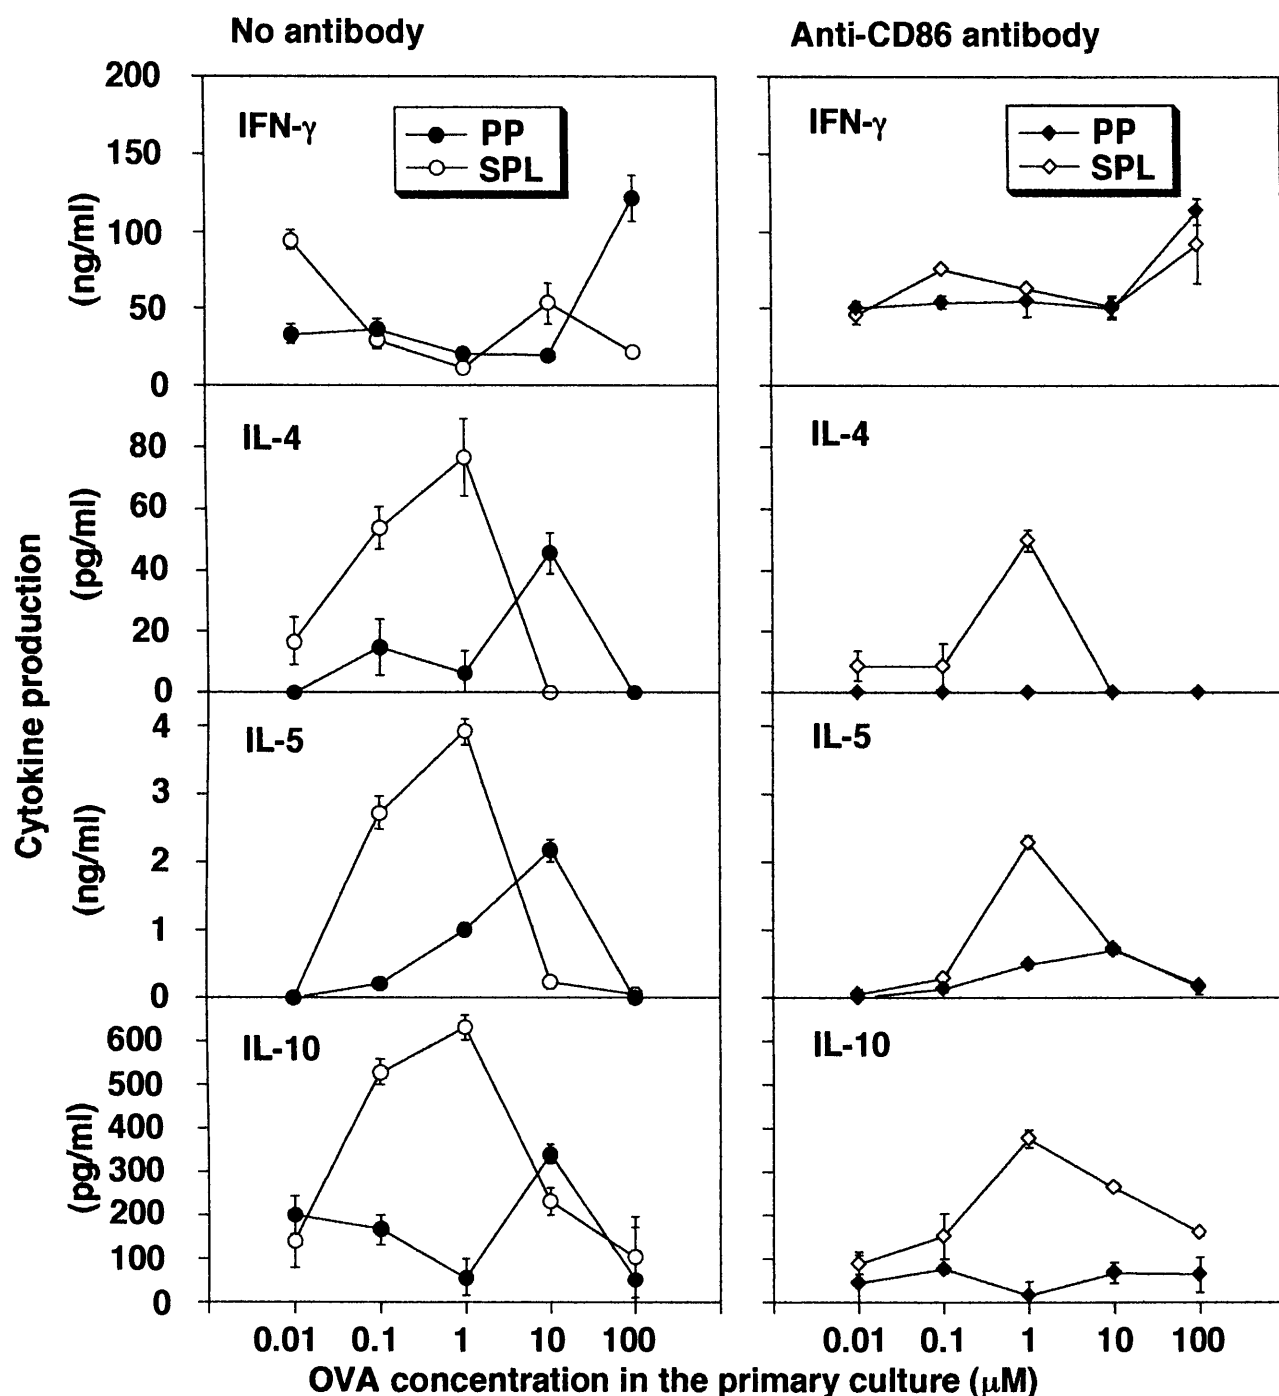 No antibody
Anti-CD86 antibody
200
150
100
50
0
(ng/ml)
IFN-γ
PP
SPL
IFN-γ
PP
SPL
80
60
40
20
0
(pg/ml)
IL-4
IL-4
Cytokine production
4
3
2
1
0
(ng/ml)
IL-5
IL-5
600
500
400
300
200
100
0
(pg/ml)
IL-10
IL-10
0.01 0.1 1 10 100
0.01 0.1 1 10 100
OVA concentration in the primary culture (μM)